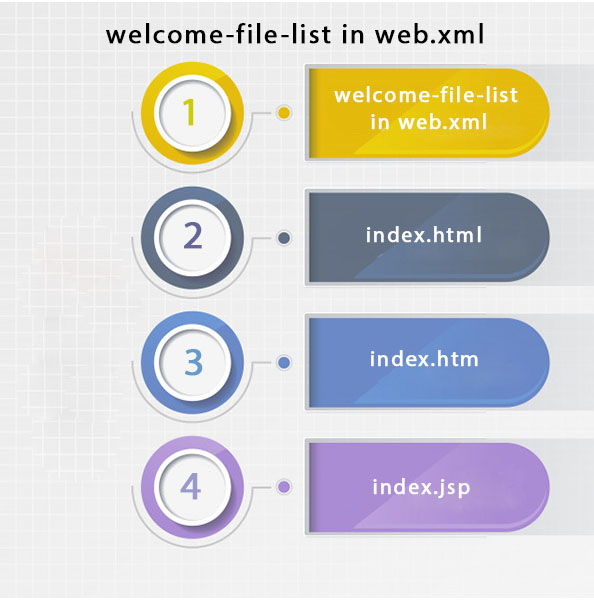 welcome-file-list in web.xml
1
welcome-file-list
in web.xml
2
index.html
3
index.htm
4
index.jsp